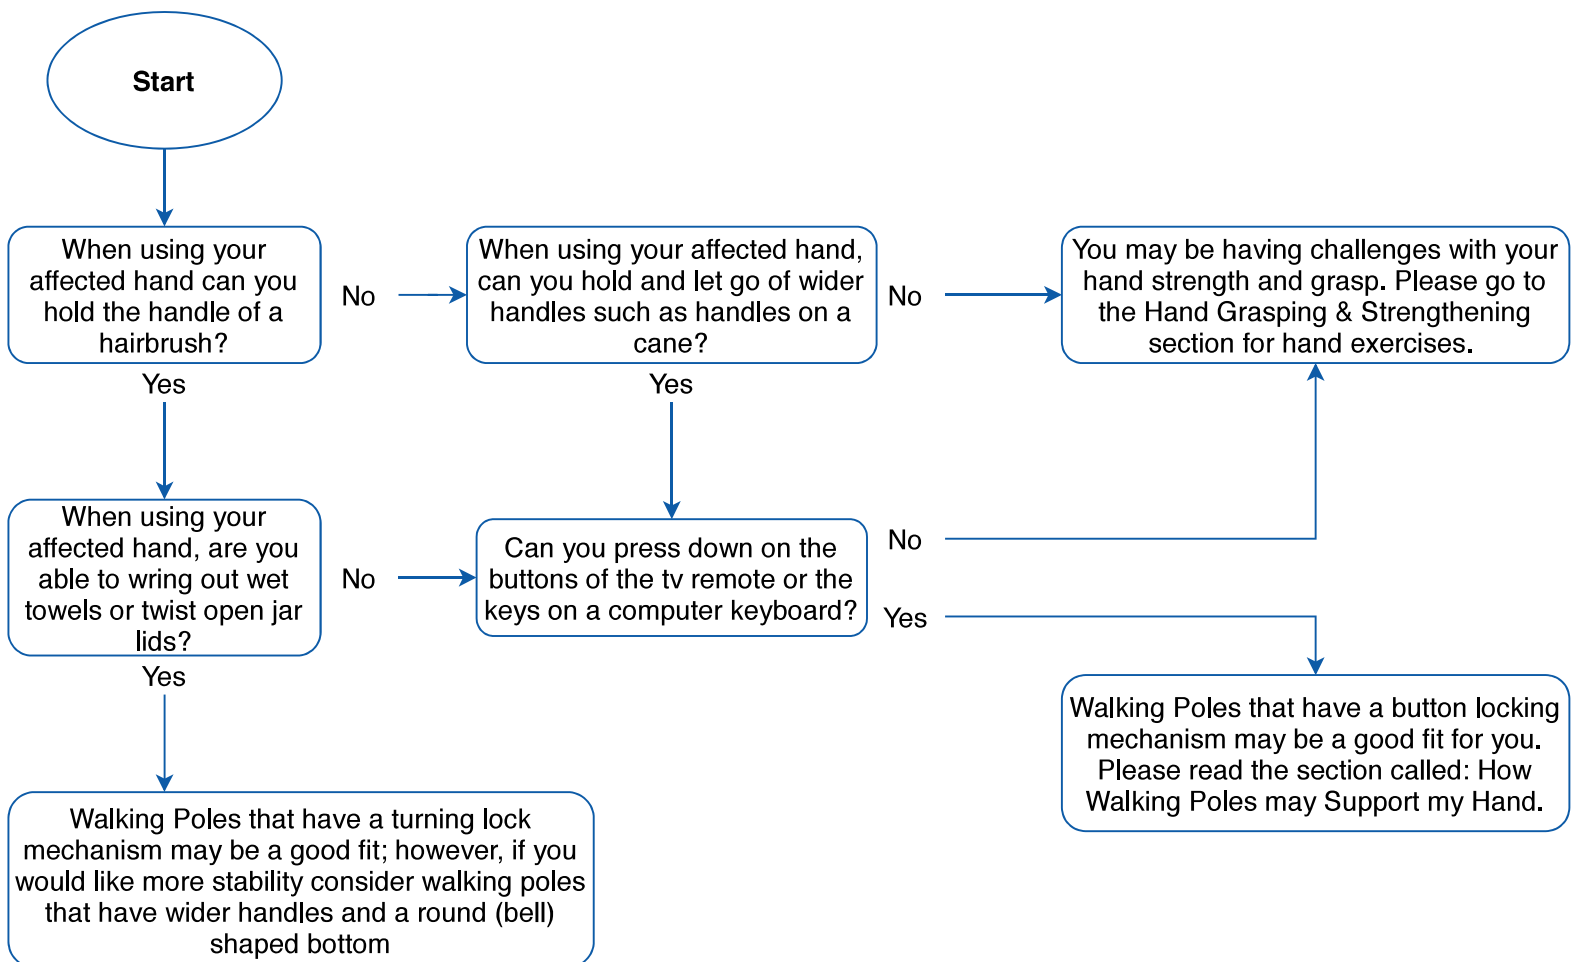 Start
When using your
affected hand can you
hold the handle of a
hairbrush?
No
When using your affected hand,
can you hold and let go of wider
handles such as handles on a
cane?
No
You may be having challenges with your
hand strength and grasp. Please go to
the Hand Grasping & Strengthening
section for hand exercises.
Yes
Yes
When using your
affected hand, are you
able to wring out wet
towels or twist open jar
lids?
No
Can you press down on the
buttons of the tv remote or the
keys on a computer keyboard?
No
Yes
Yes
Walking Poles that have a button locking
mechanism may be a good fit for you.
Please read the section called: How
Walking Poles may Support my Hand.
Walking Poles that have a turning lock
mechanism may be a good fit; however, if you
would like more stability consider walking poles
that have wider handles and a round (bell)
shaped bottom